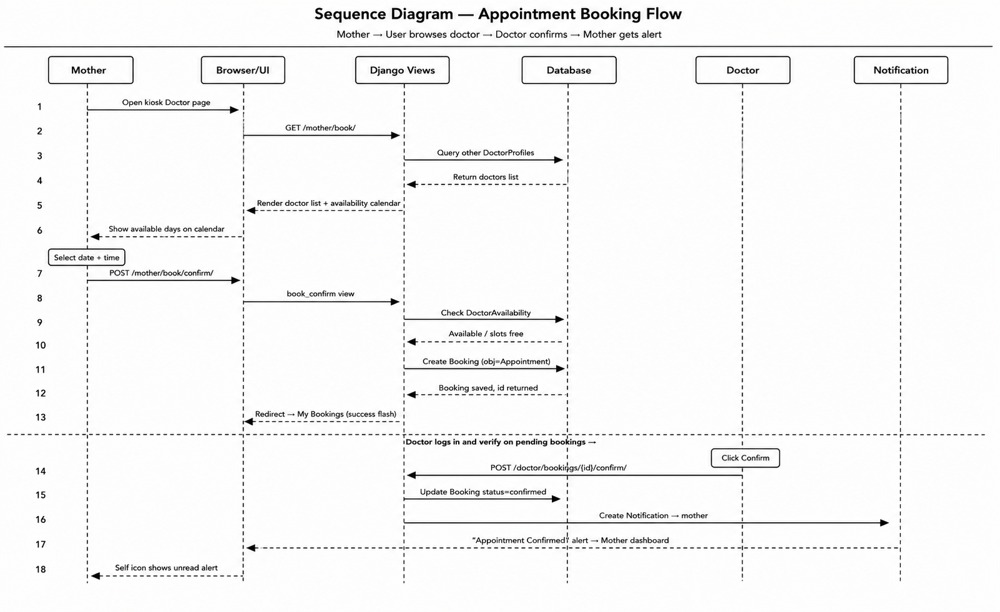 Sequence Diagram — Appointment Booking Flow
Mother → User browses doctor → Doctor confirms → Mother gets alert
Mother
Browser/UI
Django Views
Database
Doctor
Notification
1
Open kiosk Doctor page
2
GET /mother/book/
3
Query other DoctorProfiles
4
Return doctors list
5
Render doctor list + availability calendar
6
Show available days on calendar
Select date + time
7
POST /mother/book/confirm/
8
book_confirm view
9
Check DoctorAvailability
10
Available / slots free
11
Create Booking (obj=Appointment)
12
Booking saved, id returned
13
Redirect → My Bookings (success flash)
Doctor logs in and verify on pending bookings →
Click Confirm
14
POST /doctor/bookings/{id}/confirm/
15
Update Booking status=confirmed
16
Create Notification → mother
17
"Appointment Confirmed" alert → Mother dashboard
18
Self icon shows unread alert